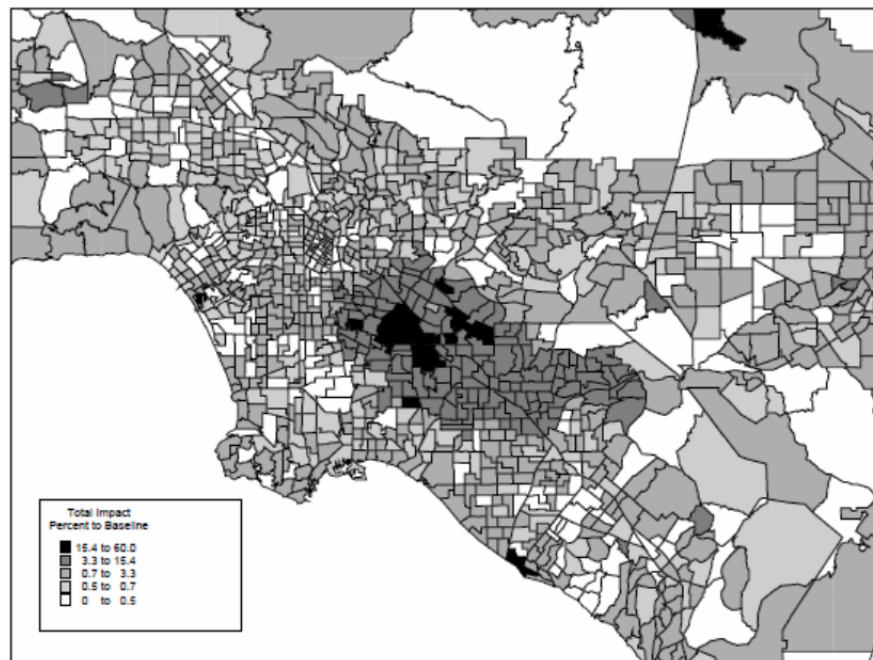 Total Impact
Percent to Baseline
15.4 to 60.0
3.3 to 15.4
0.7 to 3.3
0.5 to 0.7
0 to 0.5